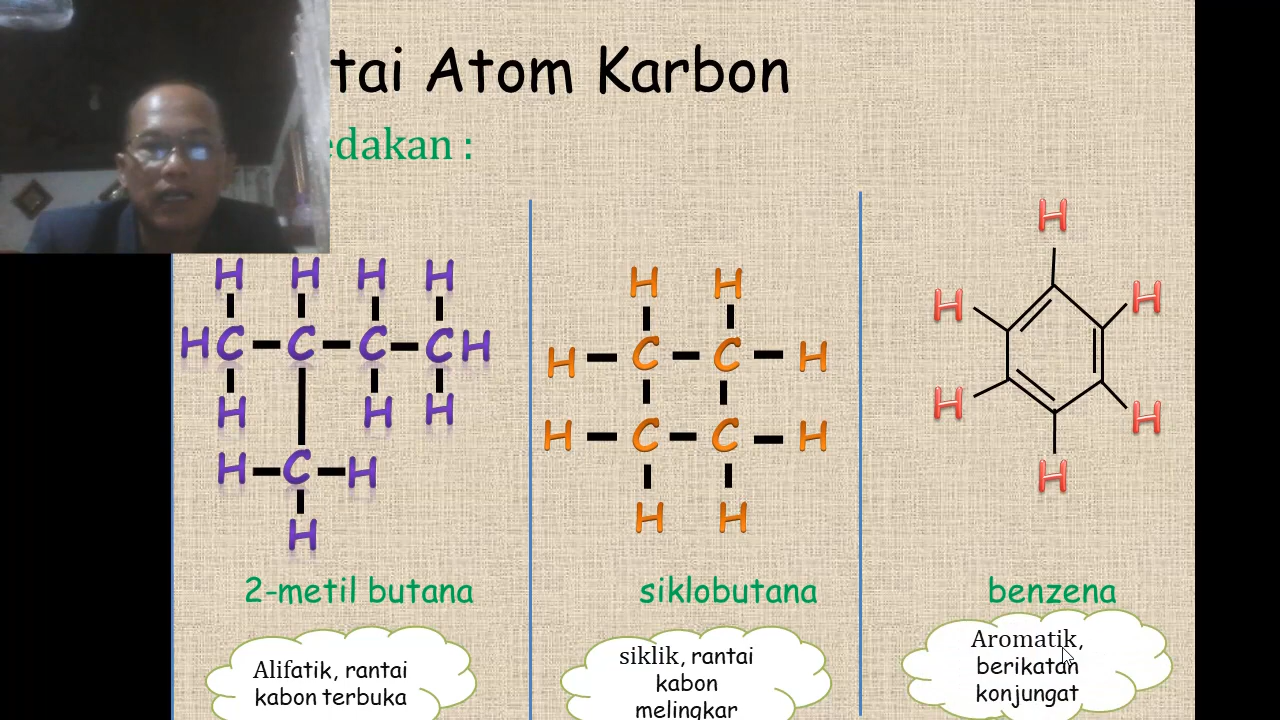 tai Atom Karbon
edakan :
H H H H
HC C C CH
H H H
H C H
H
H H
H C C H
H C C H
H H
H
H H
H H
H
2-metil butana
siklobutana
benzena
Alifatik, rantai
kabon terbuka
siklik, rantai
kabon
melingkar
Aromatik,
berikatan
konjungat